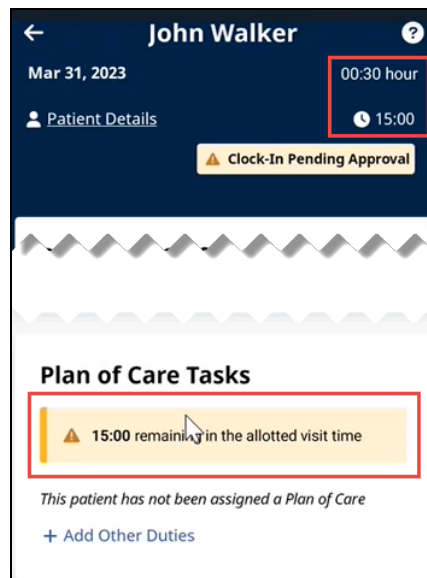 John Walker
?
Mar 31, 2023 00:30 hour
Patient Details 15:00
Clock-In Pending Approval
Plan of Care Tasks
15:00 remaining in the allotted visit time
This patient has not been assigned a Plan of Care
+ Add Other Duties